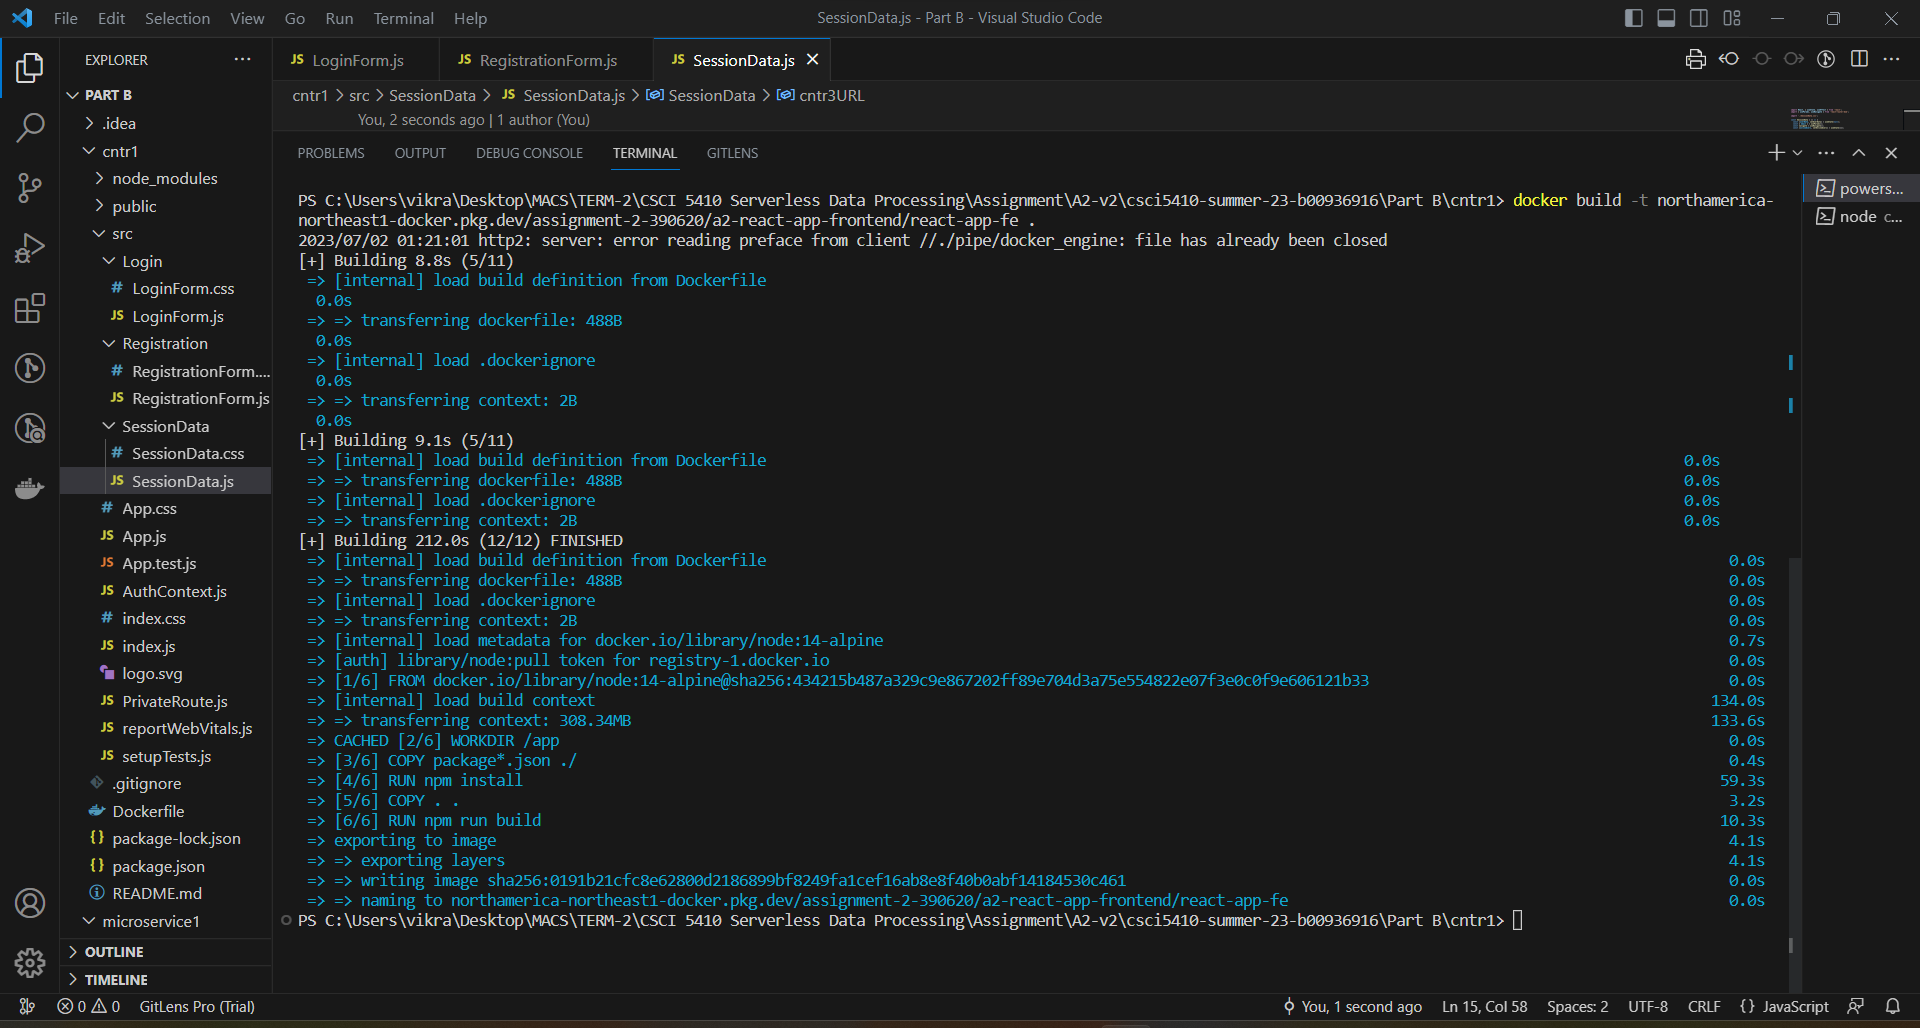 File Edit Selection View Go Run Terminal Help
SessionData.js - Part B - Visual Studio Code
EXPLORER
PART B
.idea
cntr1
node_modules
public
src
Login
LoginForm.css
JS LoginForm.js
Registration
RegistrationForm....
JS RegistrationForm.js
SessionData
SessionData.css
JS SessionData.js
App.css
JS App.js
JS App.test.js
JS AuthContext.js
index.css
JS index.js
logo.svg
JS PrivateRoute.js
JS reportWebVitals.js
JS setupTests.js
.gitignore
Dockerfile
package-lock.json
package.json
README.md
microservice1
OUTLINE
TIMELINE
JS LoginForm.js JS RegistrationForm.js JS SessionData.js
cntr1 > src > SessionData > JS SessionData.js > SessionData > cntr3URL
You, 2 seconds ago | 1 author (You)
PROBLEMS OUTPUT DEBUG CONSOLE TERMINAL GITLENS
PS C:\Users\vikra\Desktop\MACS\TERM-2\CSCI 5410 Serverless Data Processing\Assignment\A2-v2\csci5410-summer-23-b00936916\Part B\cntr1> docker build -t northamerica-
northeast1-docker.pkg.dev/assignment-2-390620/a2-react-app-frontend/react-app-fe .
2023/07/02 01:21:01 http2: server: error reading preface from client //./pipe/docker_engine: file has already been closed
[+] Building 8.8s (5/11)
=> [internal] load build definition from Dockerfile
0.0s
=> => transferring dockerfile: 488B
0.0s
=> [internal] load .dockerignore
0.0s
=> => transferring context: 2B
0.0s
[+] Building 9.1s (5/11)
=> [internal] load build definition from Dockerfile 0.0s
=> => transferring dockerfile: 488B 0.0s
=> [internal] load .dockerignore 0.0s
=> => transferring context: 2B 0.0s
[+] Building 212.0s (12/12) FINISHED
=> [internal] load build definition from Dockerfile 0.0s
=> => transferring dockerfile: 488B 0.0s
=> [internal] load .dockerignore 0.0s
=> => transferring context: 2B 0.0s
=> [internal] load metadata for docker.io/library/node:14-alpine 0.7s
=> [auth] library/node:pull token for registry-1.docker.io 0.0s
=> [1/6] FROM docker.io/library/node:14-alpine@sha256:434215b487a329c9e867202ff89e704d3a75e554822e07f3e0c0f9e606121b33 0.0s
=> [internal] load build context 134.0s
=> => transferring context: 308.34MB 133.6s
=> CACHED [2/6] WORKDIR /app 0.0s
=> [3/6] COPY package*.json ./ 0.4s
=> [4/6] RUN npm install 59.3s
=> [5/6] COPY . . 3.2s
=> [6/6] RUN npm run build 10.3s
=> exporting to image 4.1s
=> => exporting layers 4.1s
=> => writing image sha256:0191b21cfc8e62800d2186899bf8249fa1cef16ab8e8f40b0abf14184530c461 0.0s
=> => naming to northamerica-northeast1-docker.pkg.dev/assignment-2-390620/a2-react-app-frontend/react-app-fe 0.0s
PS C:\Users\vikra\Desktop\MACS\TERM-2\CSCI 5410 Serverless Data Processing\Assignment\A2-v2\csci5410-summer-23-b00936916\Part B\cntr1>
powers...
node c...
0 0 GitLens Pro (Trial)
You, 1 second ago Ln 15, Col 58 Spaces: 2 UTF-8 CRLF {} JavaScript